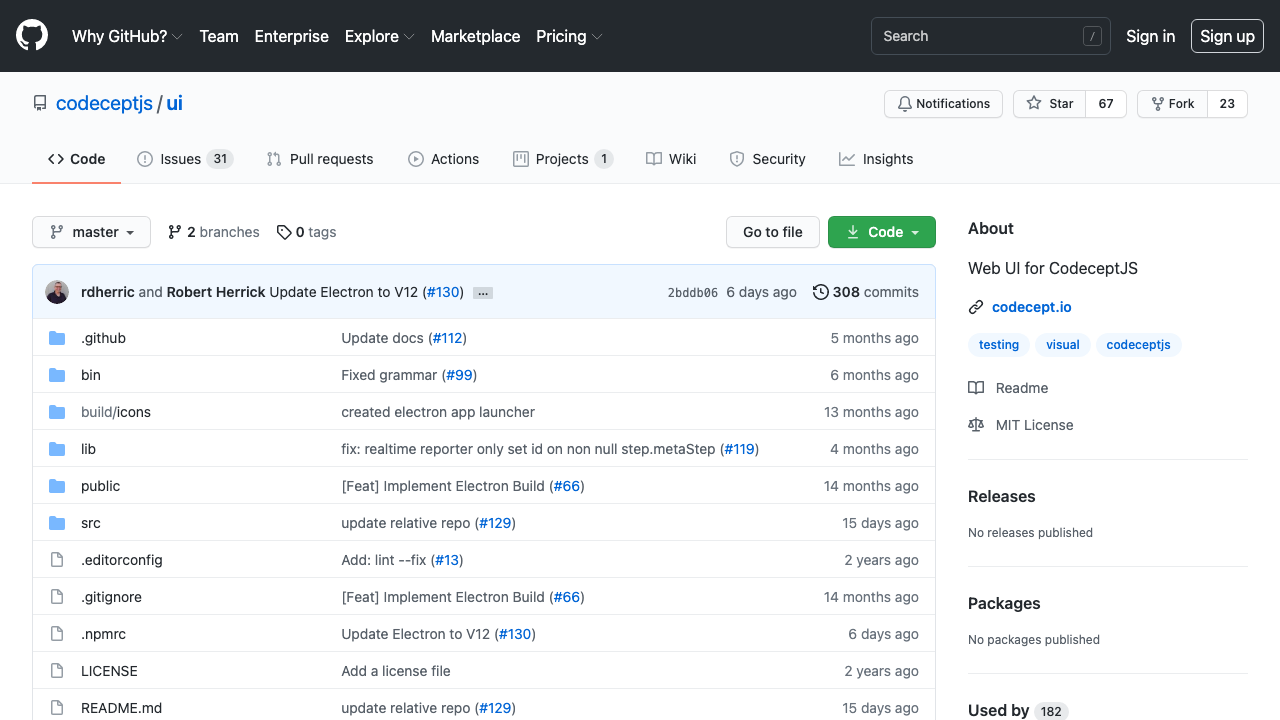 Why GitHub? Team Enterprise Explore Marketplace Pricing Search / Sign in Sign up
codeceptjs / ui Notifications Star 67 Fork 23
Code Issues 31 Pull requests Actions Projects 1 Wiki Security Insights
master 2 branches 0 tags Go to file Code
rdherric and Robert Herrick Update Electron to V12 (#130) … 2bddb06 6 days ago 308 commits
.github Update docs (#112) 5 months ago
bin Fixed grammar (#99) 6 months ago
build/icons created electron app launcher 13 months ago
lib fix: realtime reporter only set id on non null step.metaStep (#119) 4 months ago
public [Feat] Implement Electron Build (#66) 14 months ago
src update relative repo (#129) 15 days ago
.editorconfig Add: lint --fix (#13) 2 years ago
.gitignore [Feat] Implement Electron Build (#66) 14 months ago
.npmrc Update Electron to V12 (#130) 6 days ago
LICENSE Add a license file 2 years ago
README.md update relative repo (#129) 15 days ago
About
Web UI for CodeceptJS
codecept.io
testing visual codeceptjs
Readme
MIT License
Releases
No releases published
Packages
No packages published
Used by 182